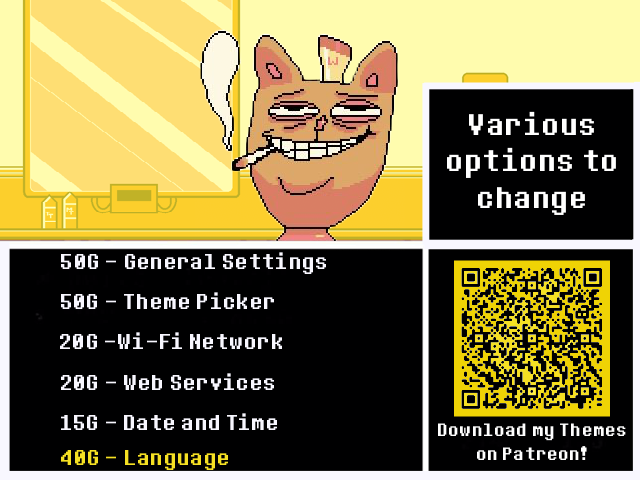 Various
options to
change
50G - General Settings
50G - Theme Picker
20G -Wi-Fi Network
20G - Web Services
15G - Date and Time
40G - Language
Download my Themes
on Patreon!